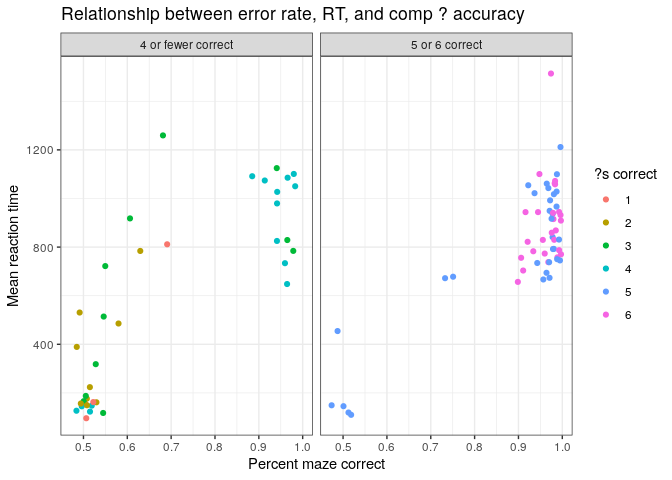 Relationship between error rate, RT, and comp ? accuracy
4 or fewer correct
5 or 6 correct
Mean reaction time
1200
800
400
0.5 0.6 0.7 0.8 0.9 1.0
0.5 0.6 0.7 0.8 0.9 1.0
Percent maze correct
?s correct
1
2
3
4
5
6